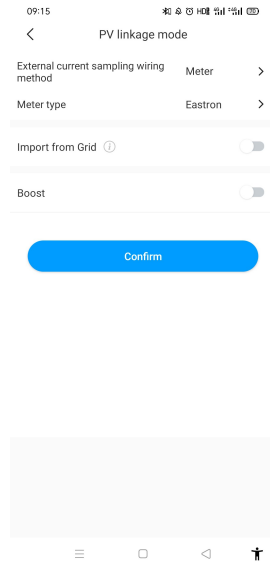 09:15
PV linkage mode
External current sampling wiring
method
Meter
Meter type
Eastron
Import from Grid
Boost
Confirm